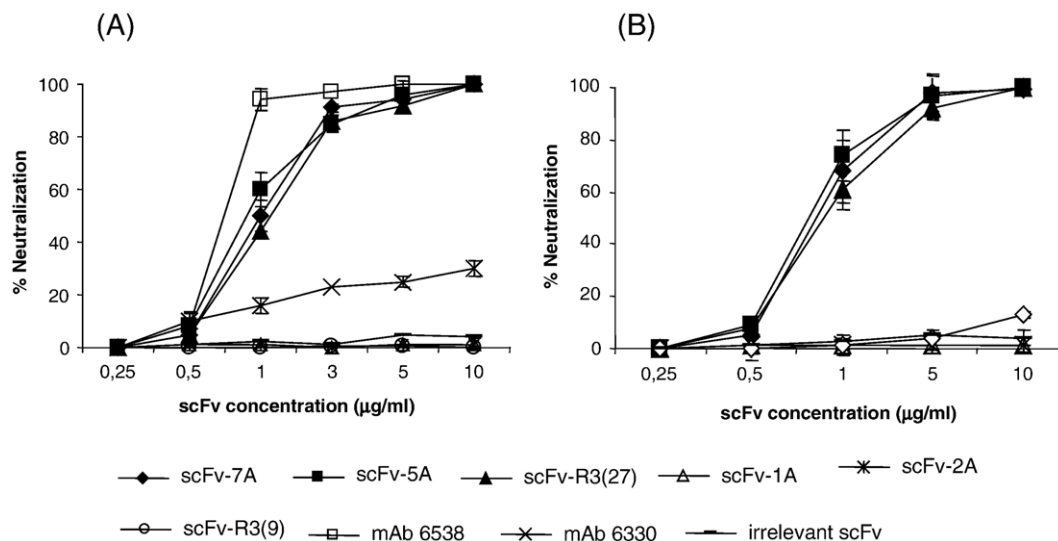 (A)
(B)
% Neutralization
100
80
60
40
20
0
0,25 0,5 1 3 5 10
scFv concentration (µg/ml)
% Neutralization
100
80
60
40
20
0
0,25 0,5 1 5 10
scFv concentration (µg/ml)
scFv-7A scFv-5A scFv-R3(27) scFv-1A scFv-2A
scFv-R3(9) mAb 6538 mAb 6330 irrelevant scFv